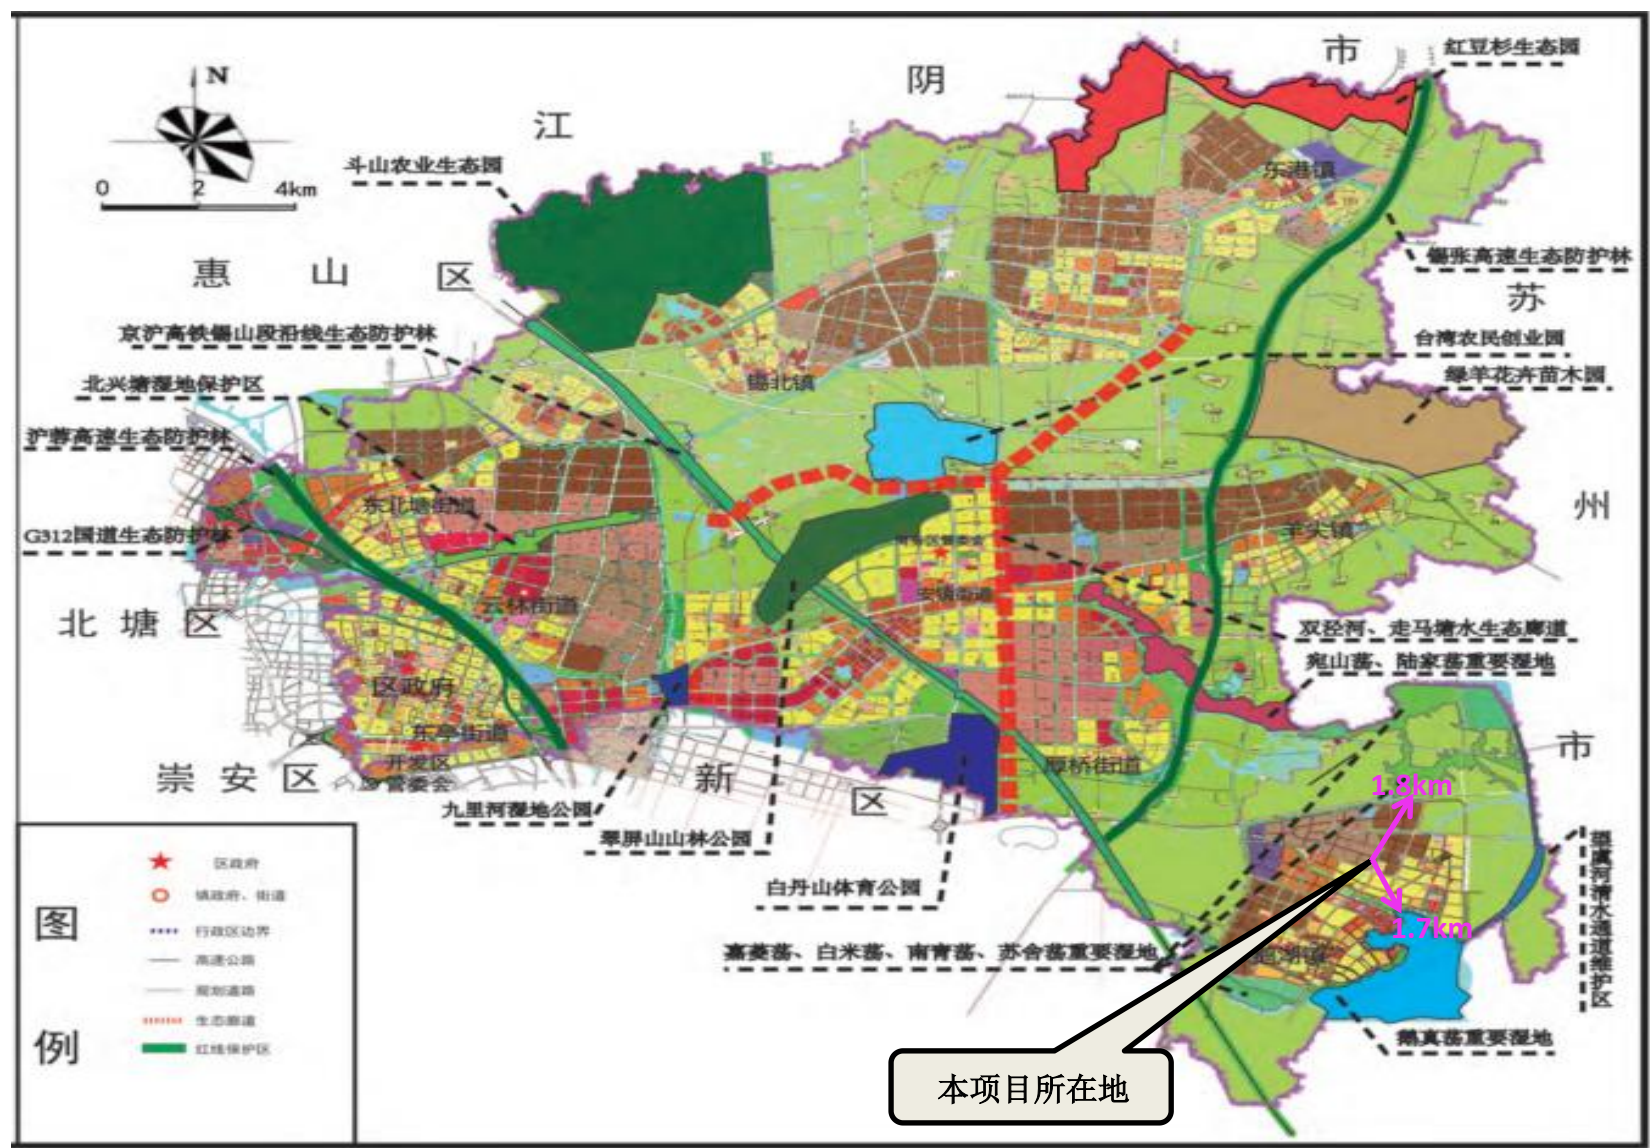 N
0 2 4km
江
阴
市
红豆杉生态园
斗山农业生态园
东港镇
锡张高速生态防护林
惠山区
苏
京沪高铁锡山段沿线生态防护林
台湾农民创业园
北兴塘湿地保护区
锡北镇
绿羊花卉苗木园
沪蓉高速生态防护林
东北塘街道
州
G312国道生态防护林
羊尖镇
安镇街道
云林街道
北塘区
双泾河、走马塘水生态廊道
宛山荡、陆家荡重要湿地
区政府
东亭街道
市
开发区
管委会
厚桥街道
崇安区
新
区
1.8km
九里河湿地公园
翠屏山山林公园
望虞河清水通道维护区
白丹山体育公园
1.7km
嘉菱荡、白米荡、南青荡、苏舍荡重要湿地
鹅真荡重要湿地
本项目所在地
图
例
区政府
镇政府、街道
行政区边界
高速公路
规划道路
生态廊道
红线保护区